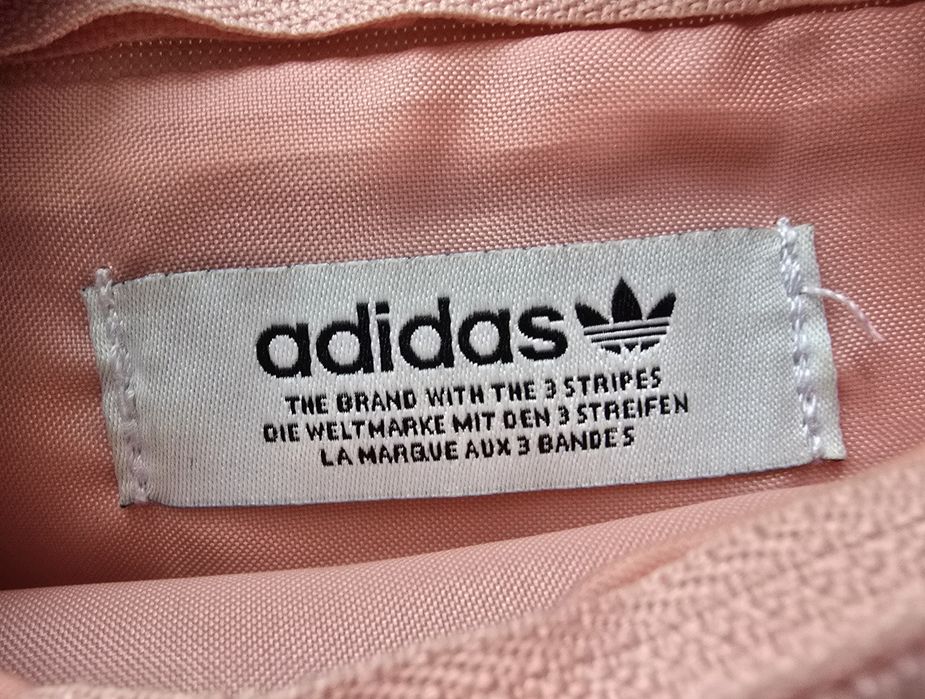 adidas
THE BRAND WITH THE 3 STRIPES
DIE WELTMARKE MIT DEN 3 STREIFEN
LA MARQUE AUX 3 BANDES